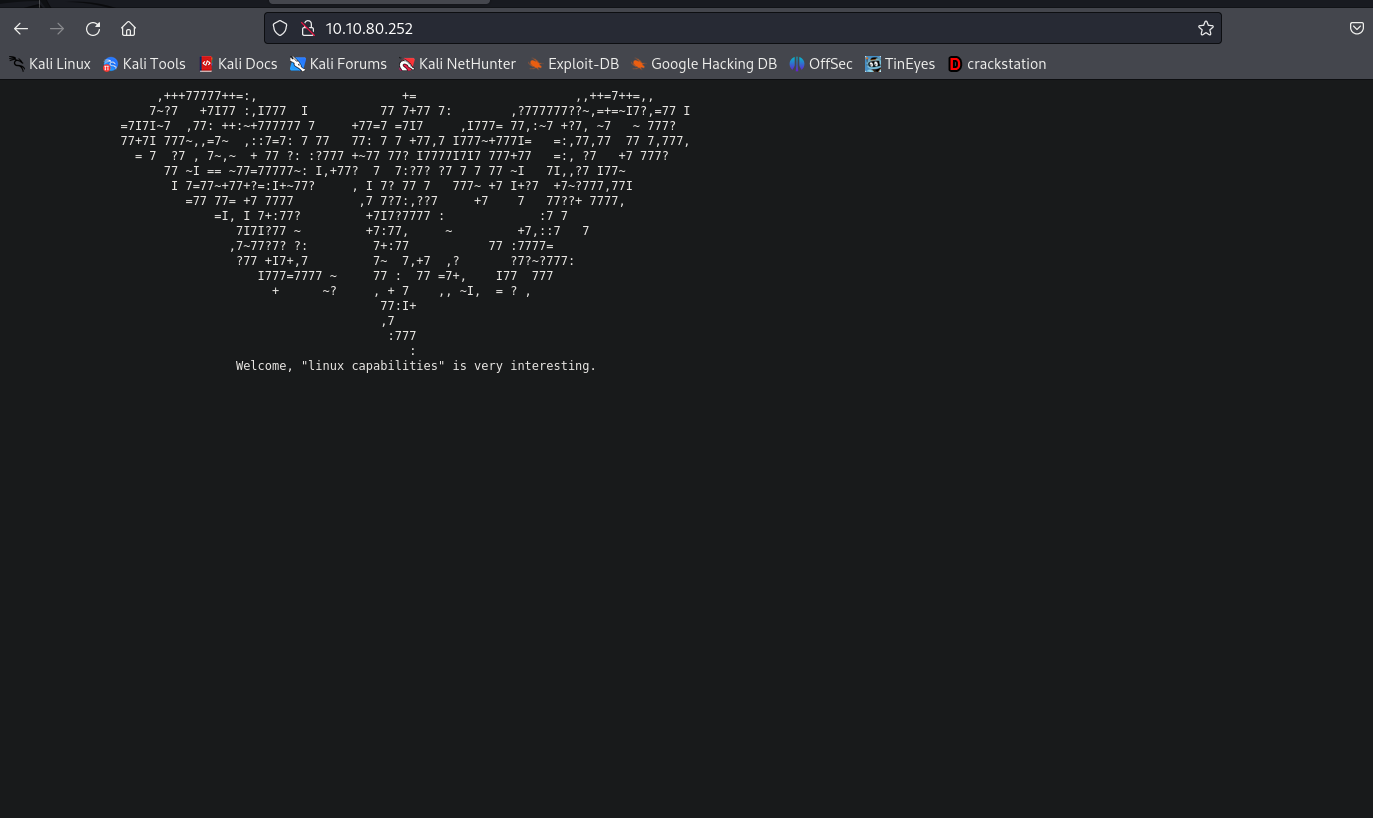 10.10.80.252
Kali Linux Kali Tools Kali Docs Kali Forums Kali NetHunter Exploit-DB Google Hacking DB OffSec TinEyes crackstation
,+++77777++=:,                    +=                      ,,++=7++=,,
7~?7   +7I77 :,I777  I          77 7+77 7:        ,?777777??~,=+=~I7?,=77 I
=7I7I~7  ,77: ++:~+777777 7     +77=7 =7I7     ,I777= 77,:~7 +?7, ~7   ~ 777?
77+7I 777~,,=7~  ,::7=7: 7 77   77: 7 7 +77,7 I777~+777I=   =:,77,77  77 7,777,
= 7  ?7 , 7~,~  + 77 ?: :?777 +~77 77? I7777I7I7 777+77   =:, ?7   +7 777?
77 ~I == ~77=77777~: I,+77?  7  7:?7? ?7 7 7 77 ~I   7I,,?7 I77~
I 7=77~+77+?=:I+~77?     , I 7? 77 7   777~ +7 I+?7  +7~?777,77I
=77 77= +7 7777         ,7 7?7:,??7     +7    7   77??+ 7777,
=I, I 7+:77?         +7I7?7777 :             :7 7
7I7I?77 ~         +7:77,     ~         +7,::7   7
,7~77?7? ?:         7+:77           77 :7777=
?77 +I7+,7         7~  7,+7  ,?       ?7?~?777:
I777=7777 ~     77 :  77 =7+,    I77  777
+      ~?     , + 7    ,, ~I,  = ? ,
77:I+
,7
:777
:
Welcome, "linux capabilities" is very interesting.